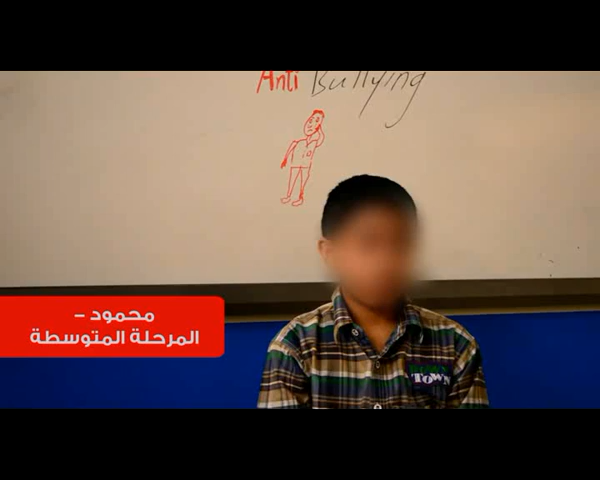 Anti Bullying
محمود –
المرحلة المتوسطة
TOWN